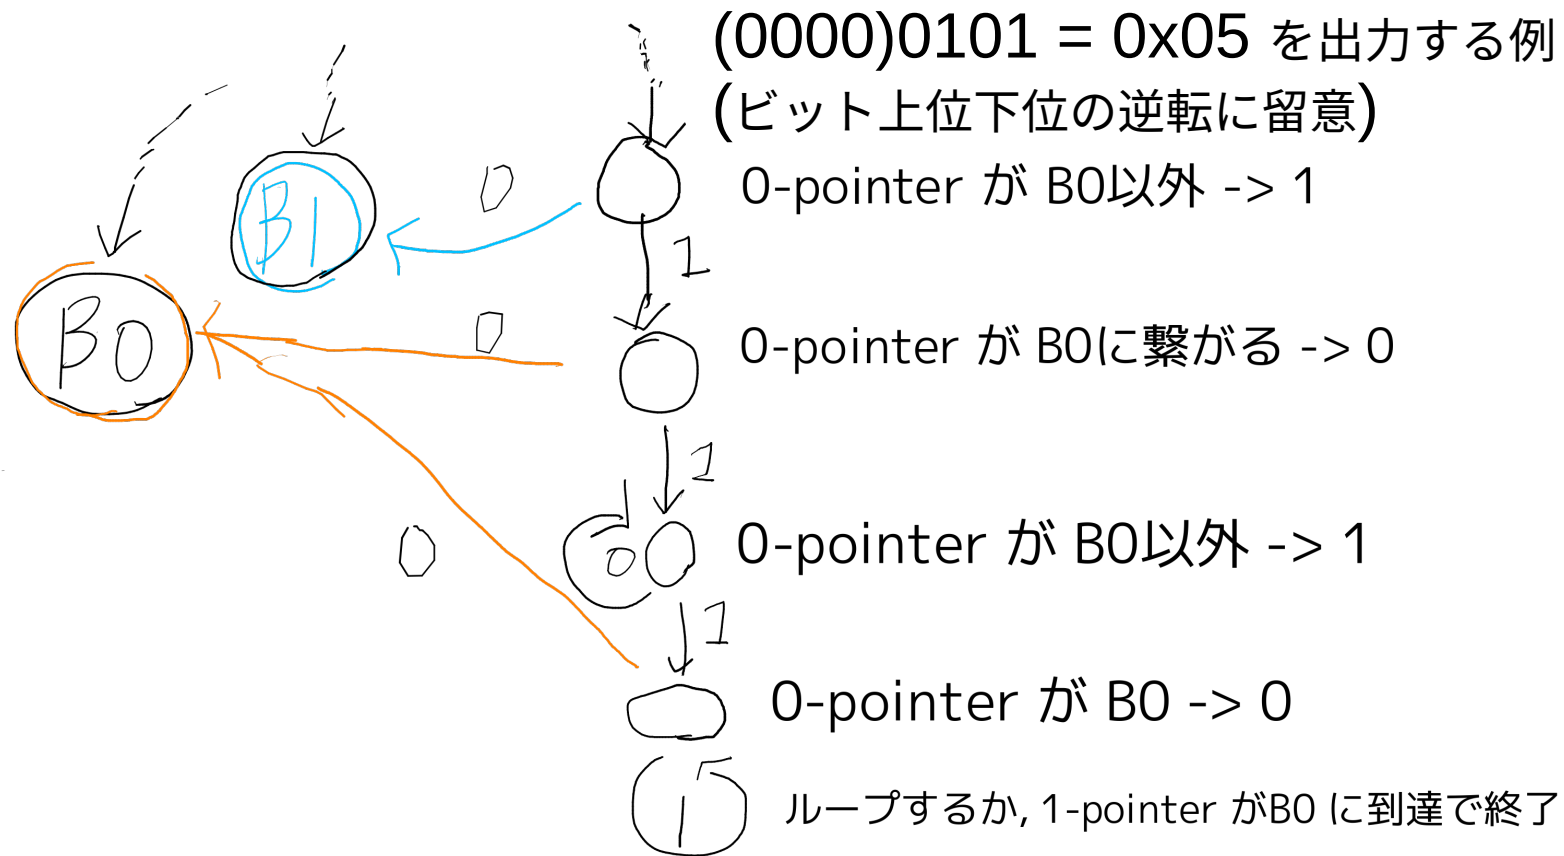 (0000)0101 = 0x05 を出力する例
(ビット上位下位の逆転に留意)
B1
0
0-pointer が B0以外 -> 1
1
B0
0
0-pointer が B0に繋がる -> 0
1
0
0
0-pointer が B0以外 -> 1
1
0-pointer が B0 -> 0
1
ループするか, 1-pointer がB0 に到達で終了